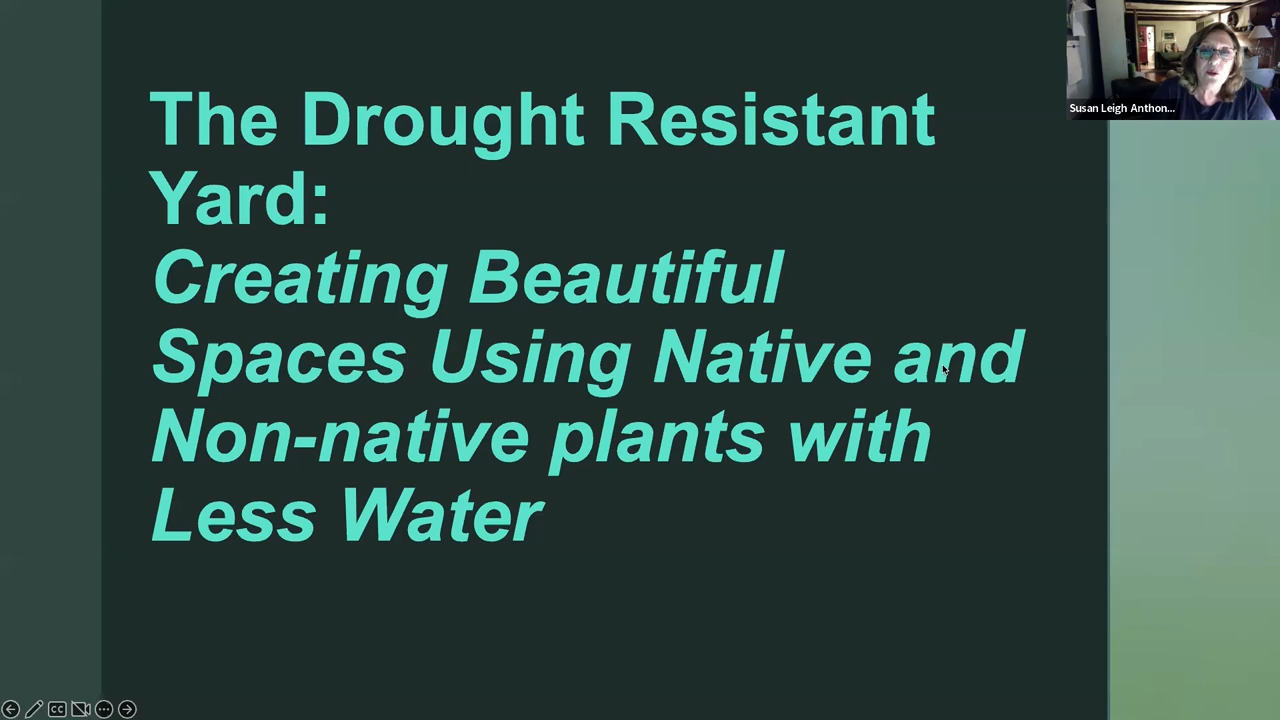 Susan Leigh Anthon...
The Drought Resistant
Yard:
Creating Beautiful
Spaces Using Native and
Non-native plants with
Less Water
CC